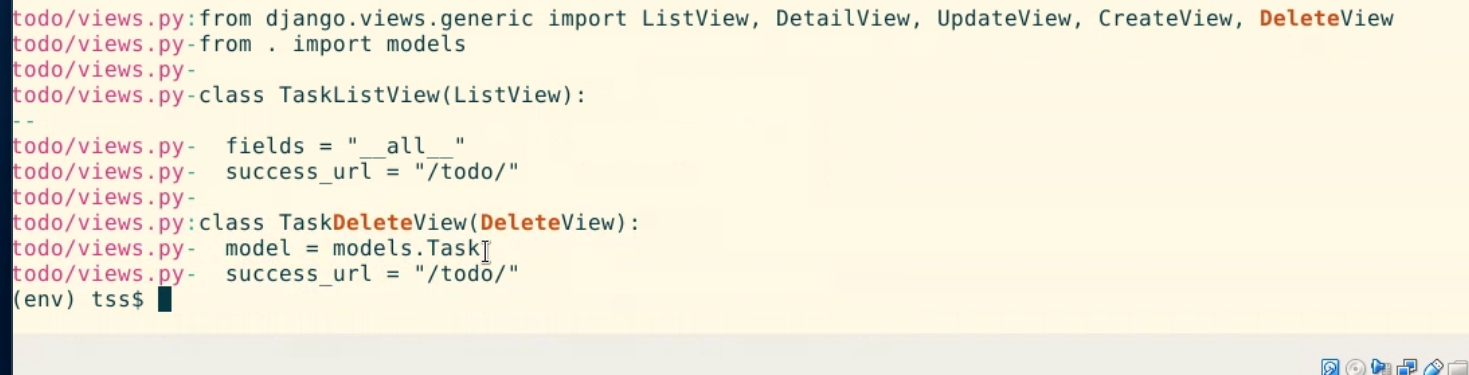 todo/views.py:from django.views.generic import ListView, DetailView, UpdateView, CreateView, DeleteView
todo/views.py-from . import models
todo/views.py-
todo/views.py-class TaskListView(ListView):
--
todo/views.py-  fields = "__all__"
todo/views.py-  success_url = "/todo/"
todo/views.py-
todo/views.py:class TaskDeleteView(DeleteView):
todo/views.py-  model = models.Task
todo/views.py-  success_url = "/todo/"
(env) tss$